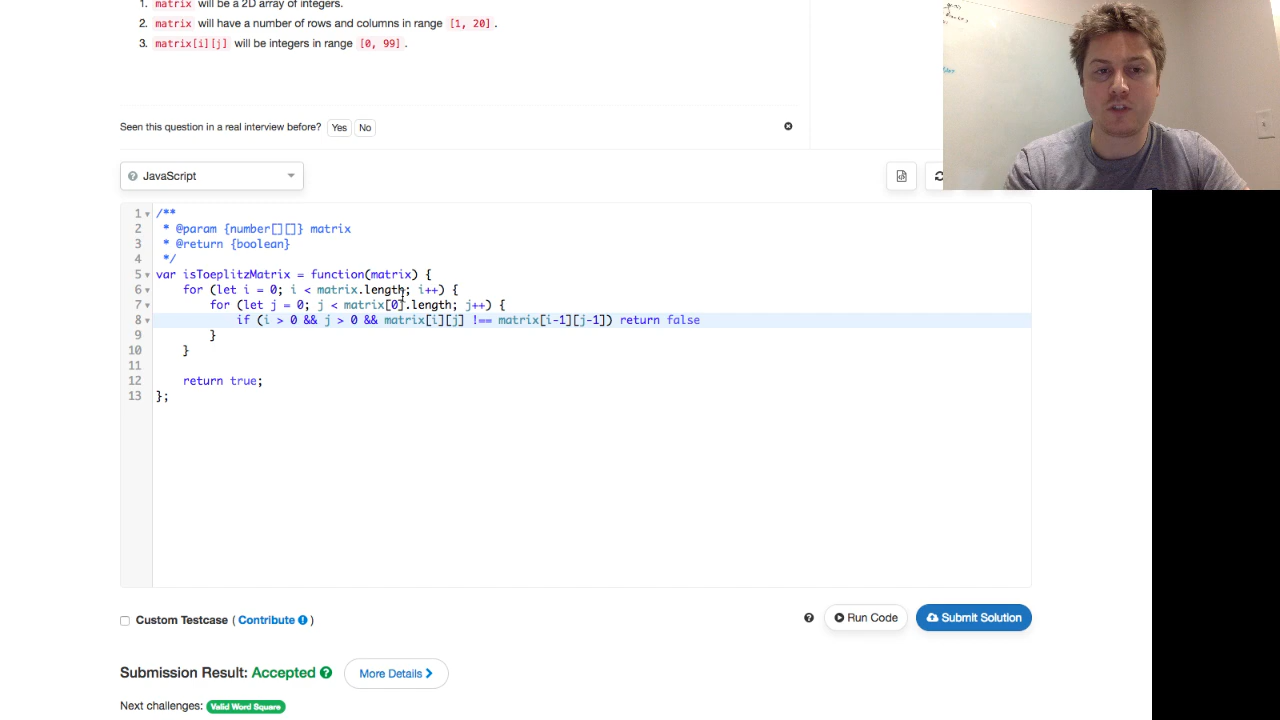 1. matrix will be a 2D array of integers.
2. matrix will have a number of rows and columns in range [1, 20].
3. matrix[i][j] will be integers in range [0, 99].
Seen this question in a real interview before? Yes No
JavaScript
1 /**
2 * @param {number[][]} matrix
3 * @return {boolean}
4 */
5 var isToeplitzMatrix = function(matrix) {
6 for (let i = 0; i < matrix.length; i++) {
7 for (let j = 0; j < matrix[0].length; j++) {
8 if (i > 0 && j > 0 && matrix[i][j] !== matrix[i-1][j-1]) return false
9 }
10 }
11
12 return true;
13 };
Custom Testcase ( Contribute )
Run Code
Submit Solution
Submission Result: Accepted
More Details
Next challenges: Valid Word Square